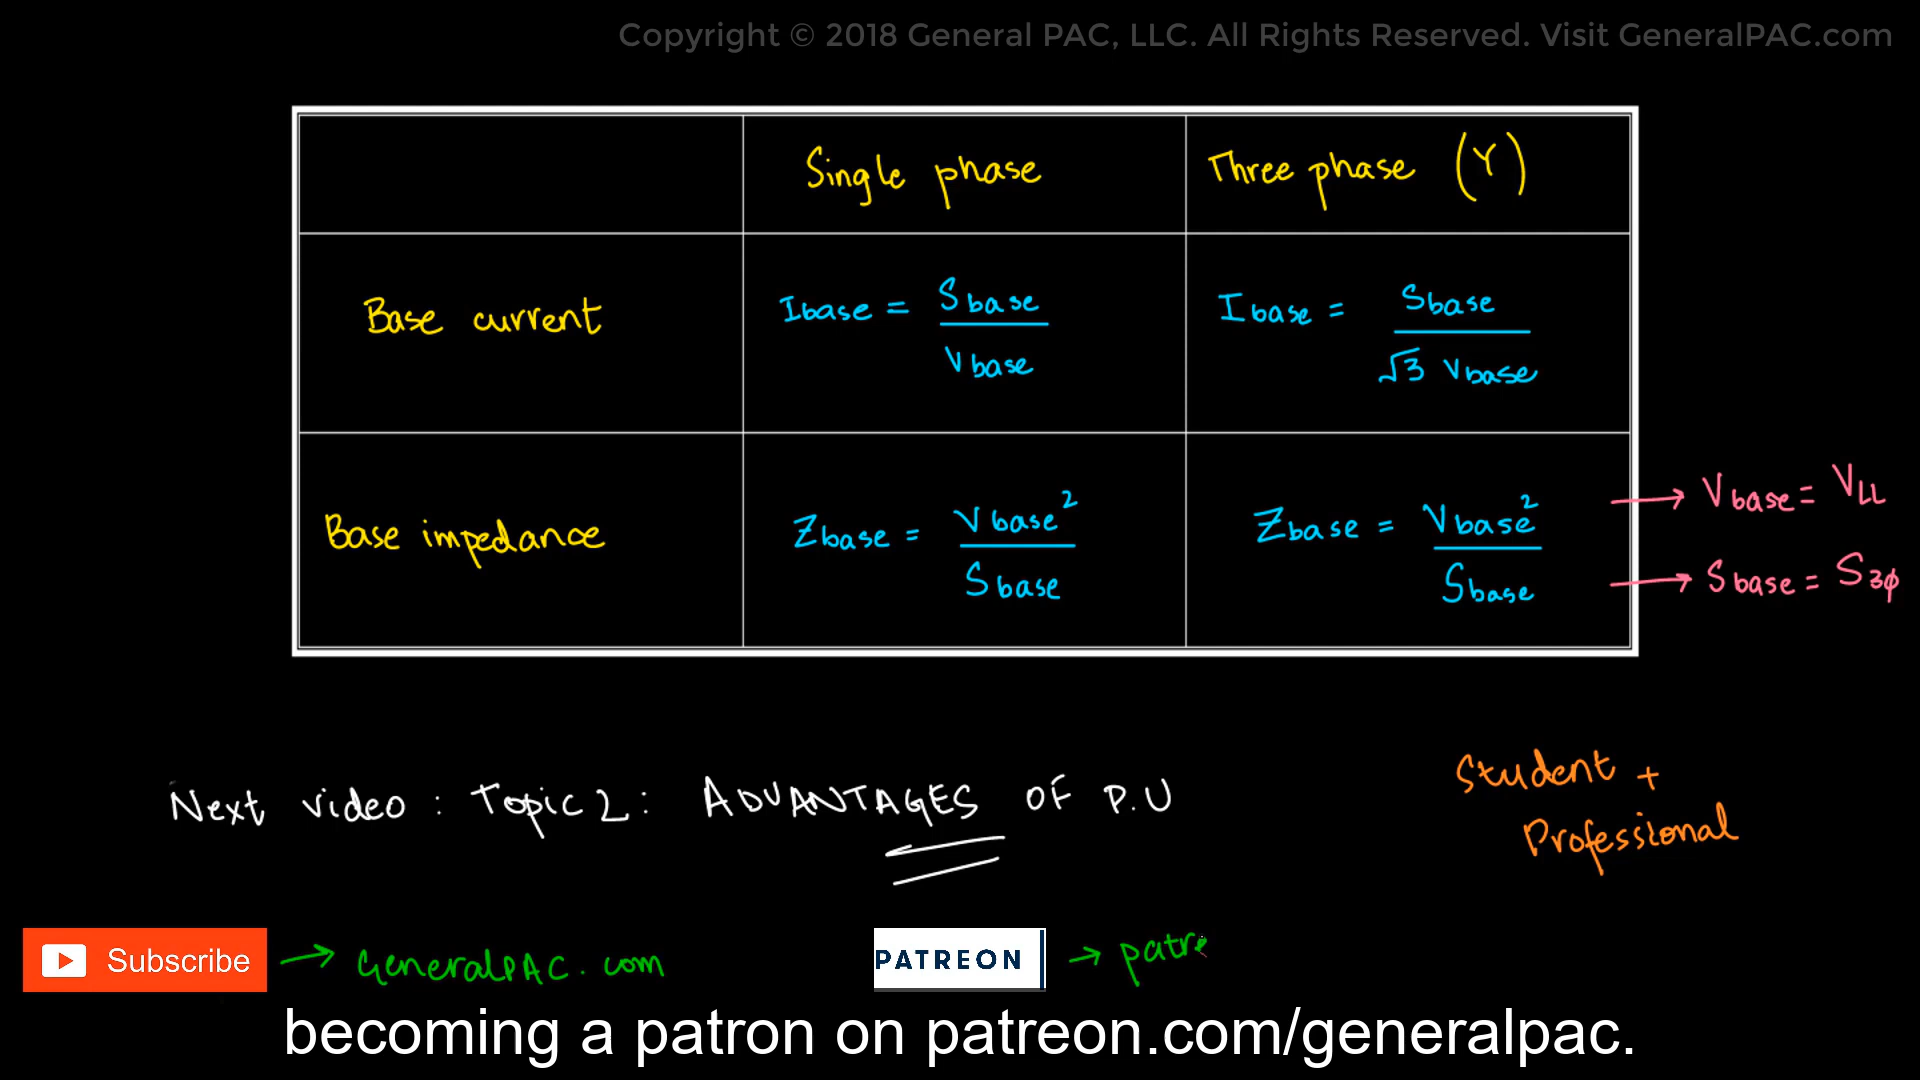 Copyright © 2018 General PAC, LLC. All Rights Reserved. Visit GeneralPAC.com
Single phase
Three phase (Y)
Base current
Ibase = Sbase / Vbase
Ibase = Sbase / √3 Vbase
Base impedance
Zbase = Vbase² / Sbase
Zbase = Vbase² / Sbase
→ Vbase = VLL
→ Sbase = S3ϕ
Next video : Topic 2 : ADVANTAGES OF P.U
Student +
Professional
Subscribe → GeneralPAC.com
PATREON → patre
becoming a patron on patreon.com/generalpac.